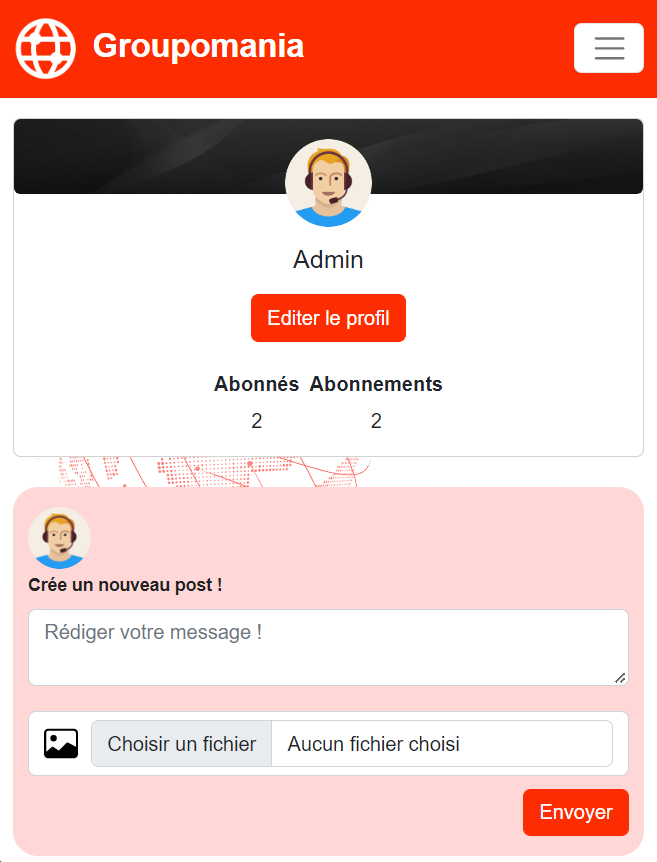 Groupomania
Admin
Editer le profil
Abonnés Abonnements
2 2
Crée un nouveau post !
Rédiger votre message !
Choisir un fichier Aucun fichier choisi
Envoyer